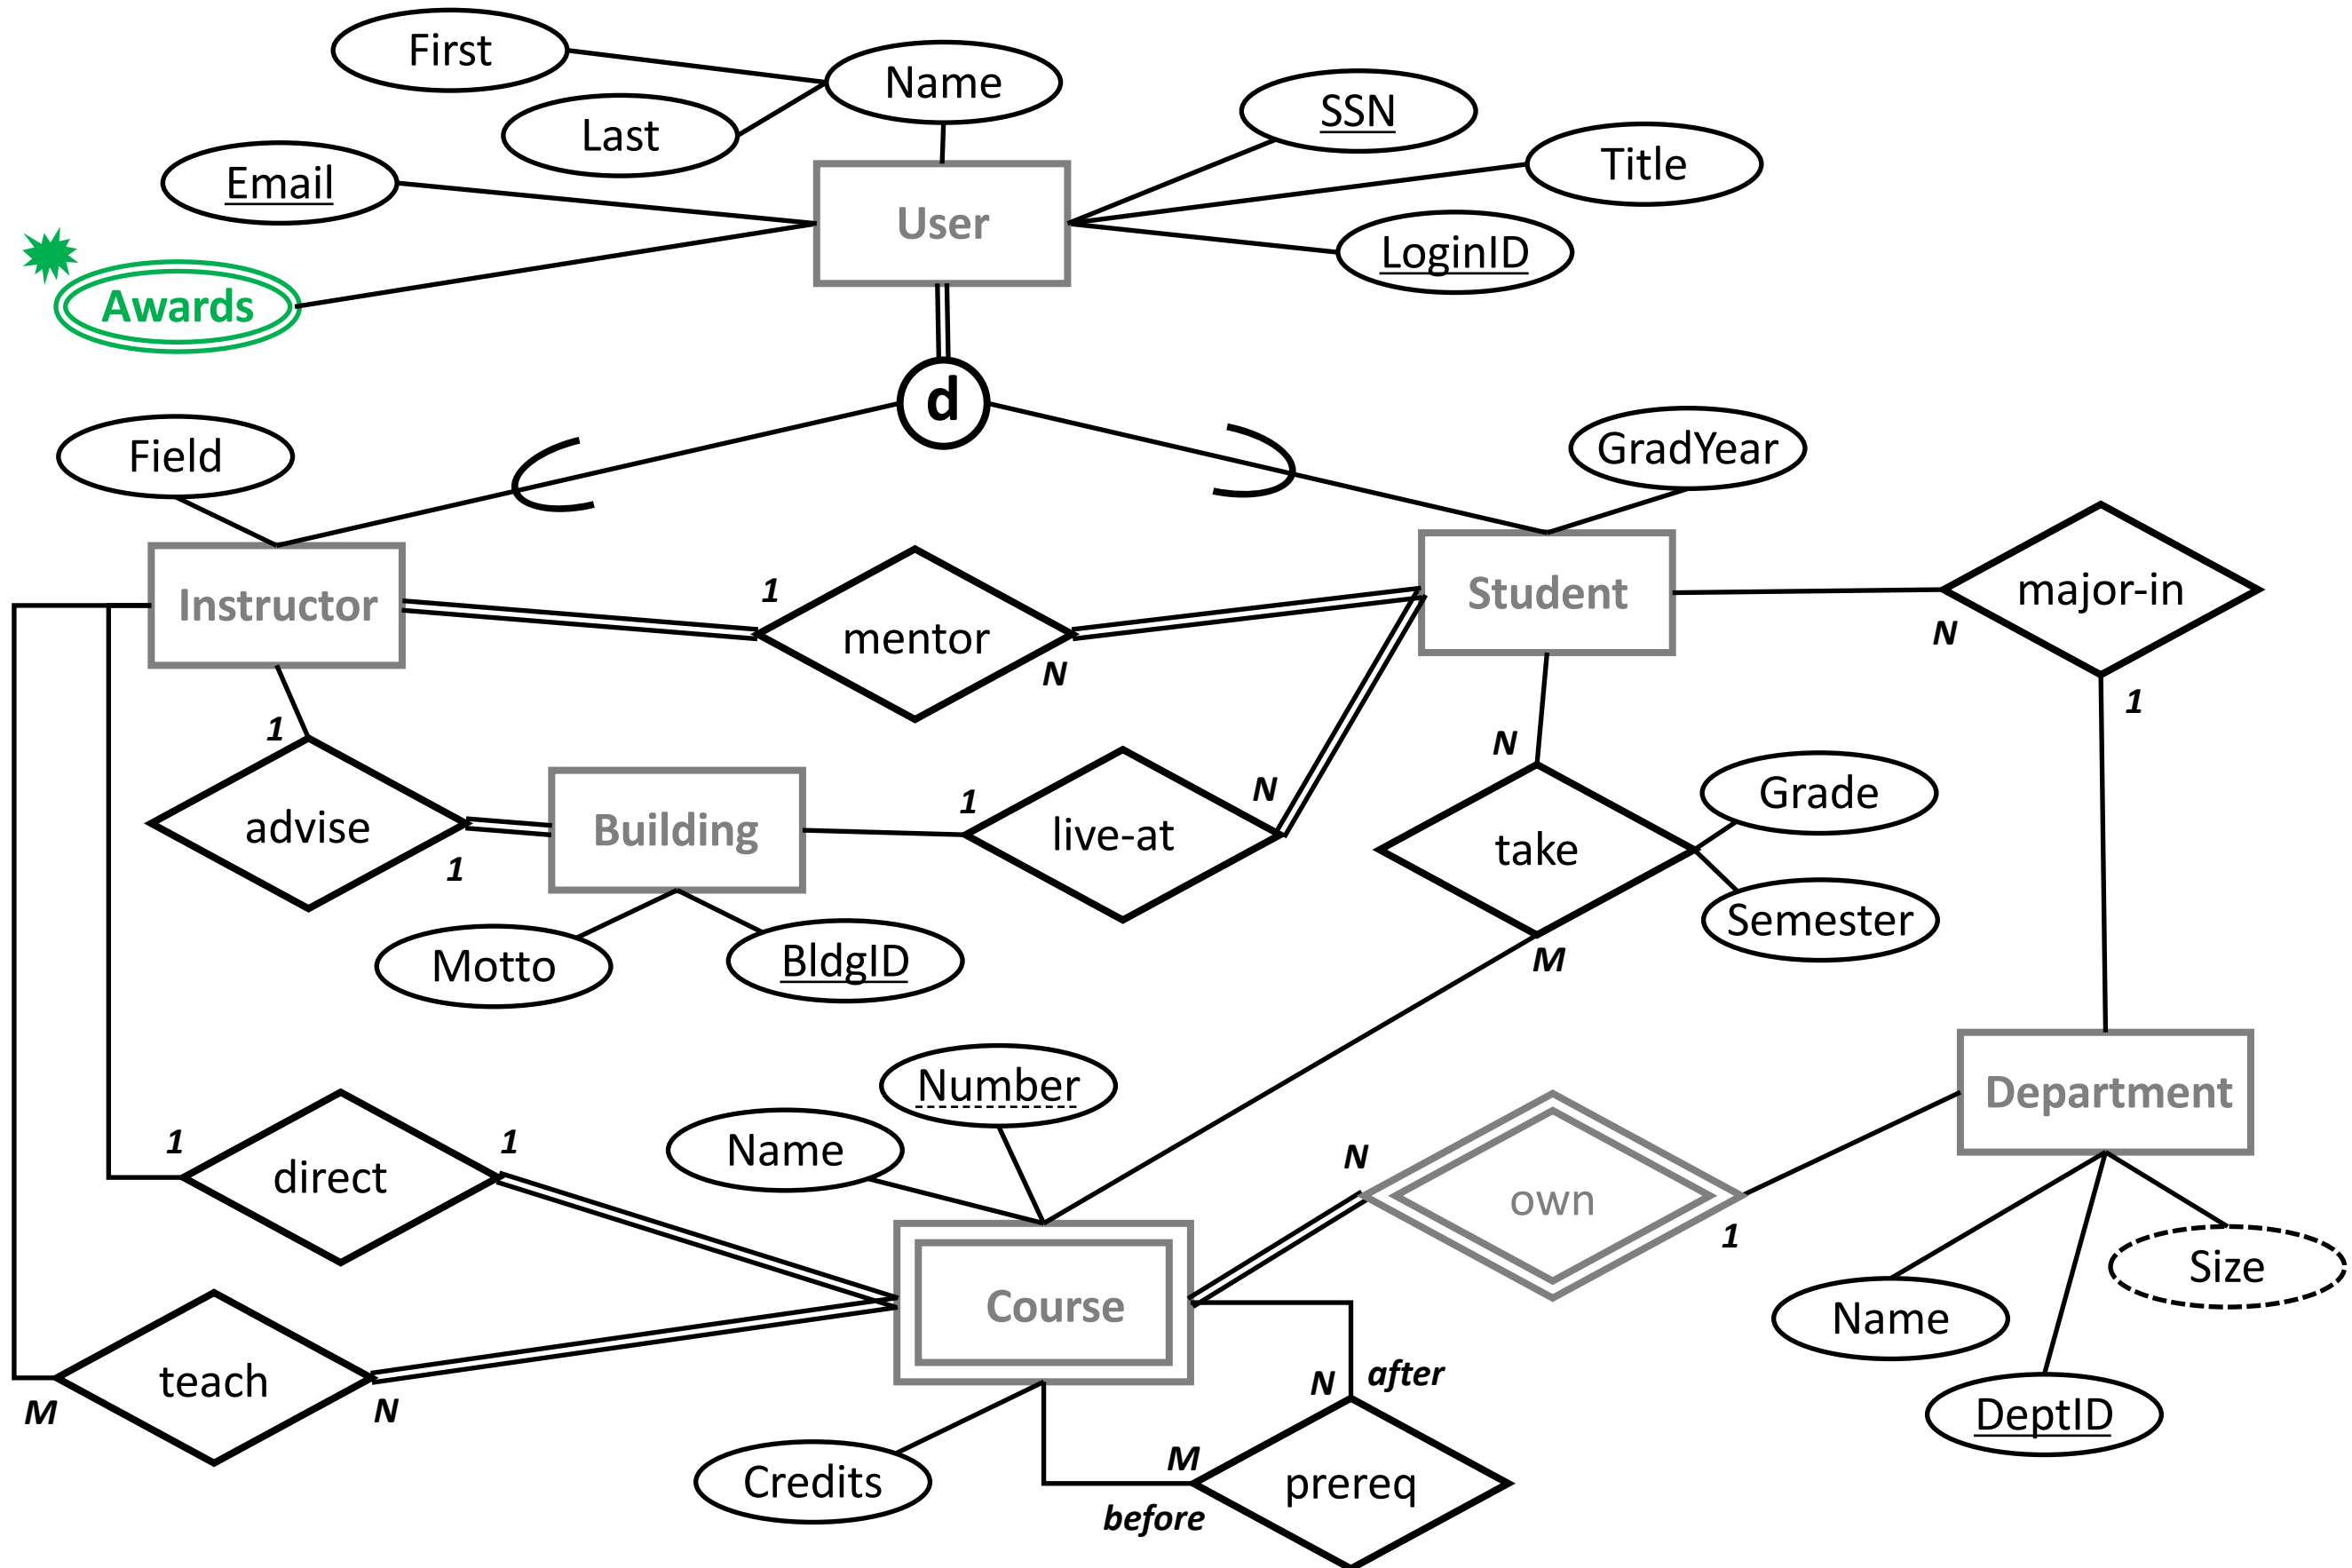 First
Name
SSN
Last
Title
Email
User
LoginID
Awards
d
Field
GradYear
Instructor
1
mentor
N
Student
N
major-in
1
1
advise
1
Building
1
live-at
N
N
take
M
Grade
Semester
Motto
BldgID
Number
Name
Department
1
direct
1
N
own
1
Size
Name
DeptID
Course
M
teach
N
after
N
Credits
M
before
prereq